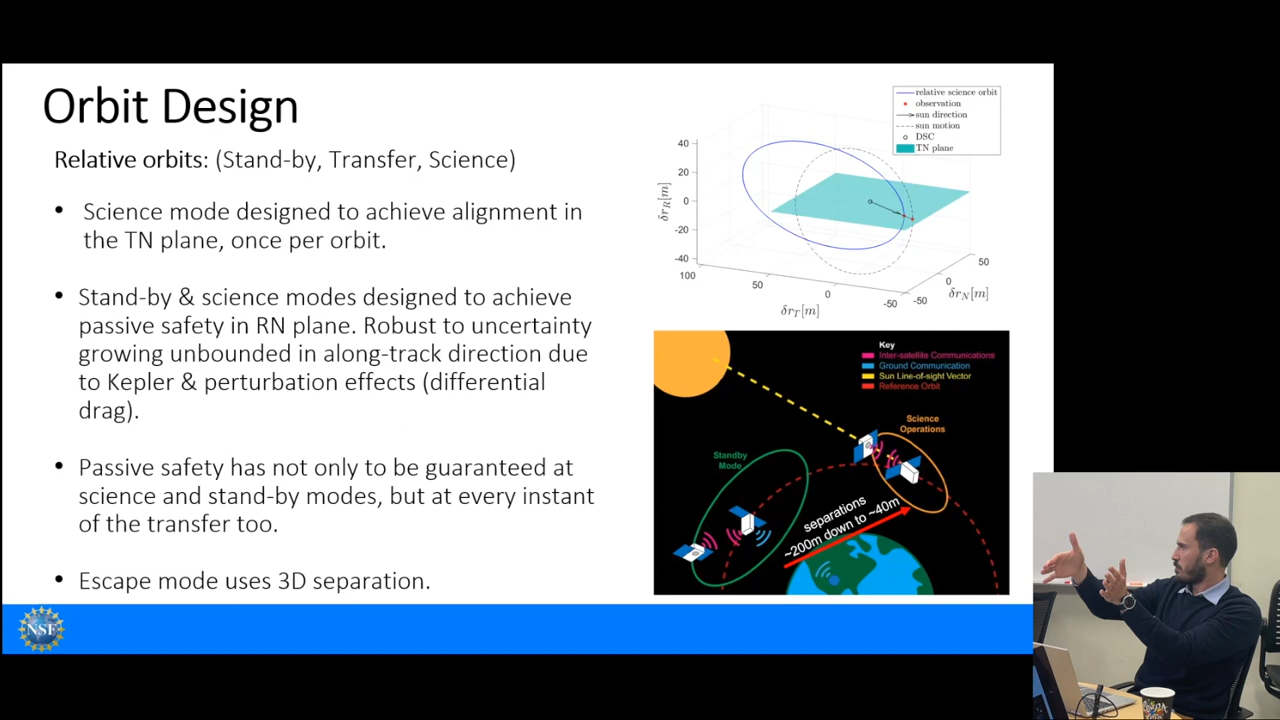 Orbit Design
Relative orbits: (Stand-by, Transfer, Science)
• Science mode designed to achieve alignment in
the TN plane, once per orbit.
• Stand-by & science modes designed to achieve
passive safety in RN plane. Robust to uncertainty
growing unbounded in along-track direction due
to Kepler & perturbation effects (differential
drag).
• Passive safety has not only to be guaranteed at
science and stand-by modes, but at every instant
of the transfer too.
• Escape mode uses 3D separation.
relative science orbit
observation
sun direction
sun motion
DSC
TN plane
40
20
0
-20
-40
δr_R[m]
100
50
0
-50
δr_T[m]
-50
0
50
δr_N[m]
Key
Inter-satellite Communications
Ground Communication
Sun Line-of-sight Vector
Reference Orbit
Science
Operations
Standby
Mode
separations
~200m down to ~40m
NSF